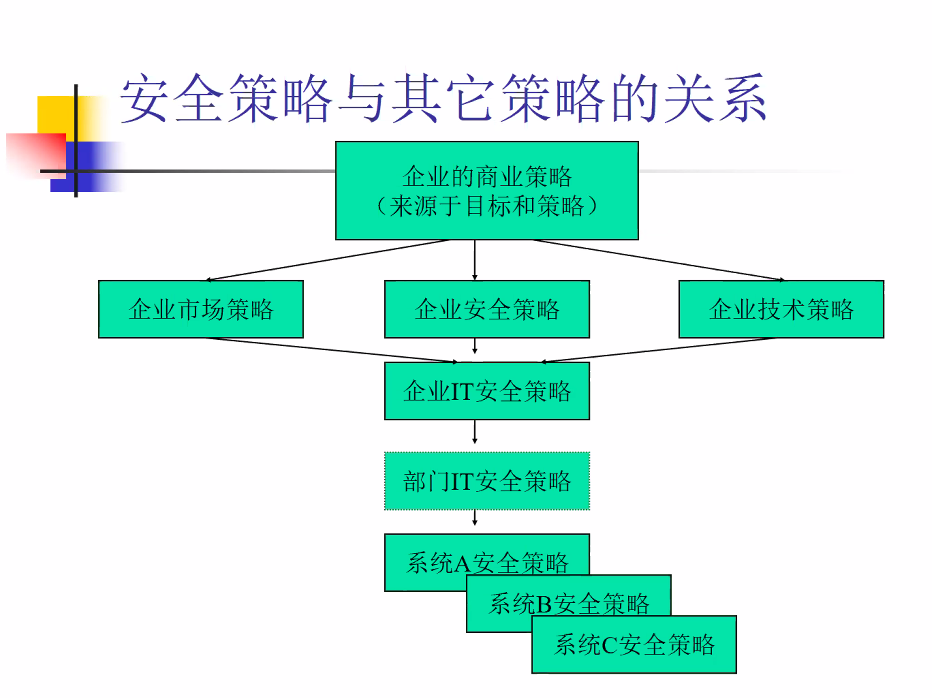 安全策略与其它策略的关系
企业的商业策略
（来源于目标和策略）
企业市场策略
企业安全策略
企业技术策略
企业IT安全策略
部门IT安全策略
系统A安全策略
系统B安全策略
系统C安全策略